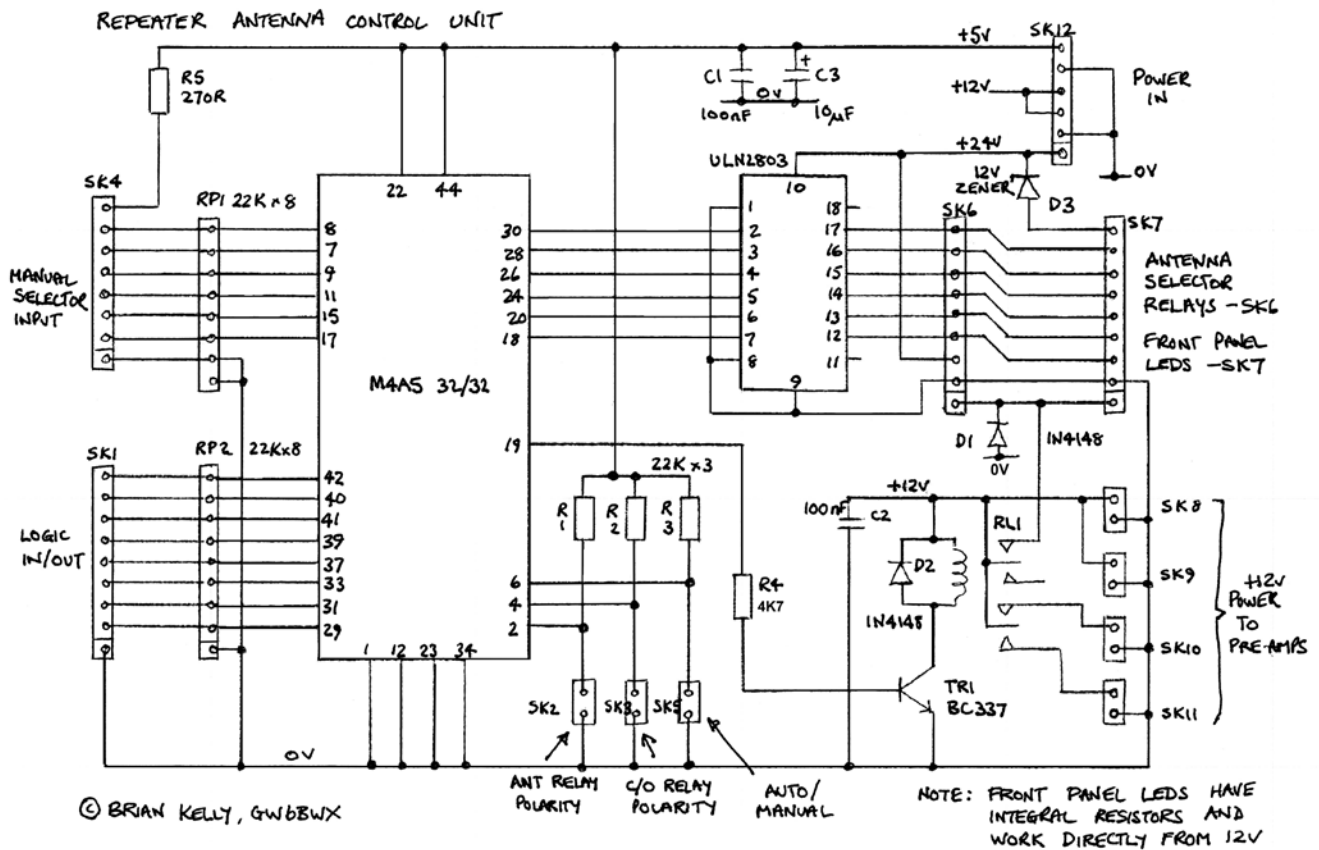 REPEATER ANTENNA CONTROL UNIT
R5
270R
+5V
SK12
C1
100nF
0V
+
C3
10µF
+12V
POWER
IN
+24V
0V
ULN2803
12V
ZENER
D3
SK4
RP1 22K x 8
22
44
10
SK6
SK7
MANUAL
SELECTOR
INPUT
8
7
9
11
15
17
30
28
26
24
20
18
1
2
3
4
5
6
7
8
9
18
17
16
15
14
13
12
11
ANTENNA
SELECTOR
RELAYS -SK6
FRONT PANEL
LEDS -SK7
M4A5 32/32
D1
0V
1N4148
SK1
RP2
22Kx8
LOGIC
IN/OUT
42
40
41
39
37
33
31
29
19
6
4
2
1
12
23
34
22K x 3
R
1
R
2
R
3
R4
4K7
+12V
100nF
C2
D2
1N4148
RL1
TR1
BC337
SK8
SK9
SK10
SK11
+12V
POWER
TO
PRE-AMPS
SK2
SK3
SK5
0V
ANT RELAY
POLARITY
C/O RELAY
POLARITY
AUTO/
MANUAL
© BRIAN KELLY, GW6BWX
NOTE: FRONT PANEL LEDS HAVE
INTEGRAL RESISTORS AND
WORK DIRECTLY FROM 12V